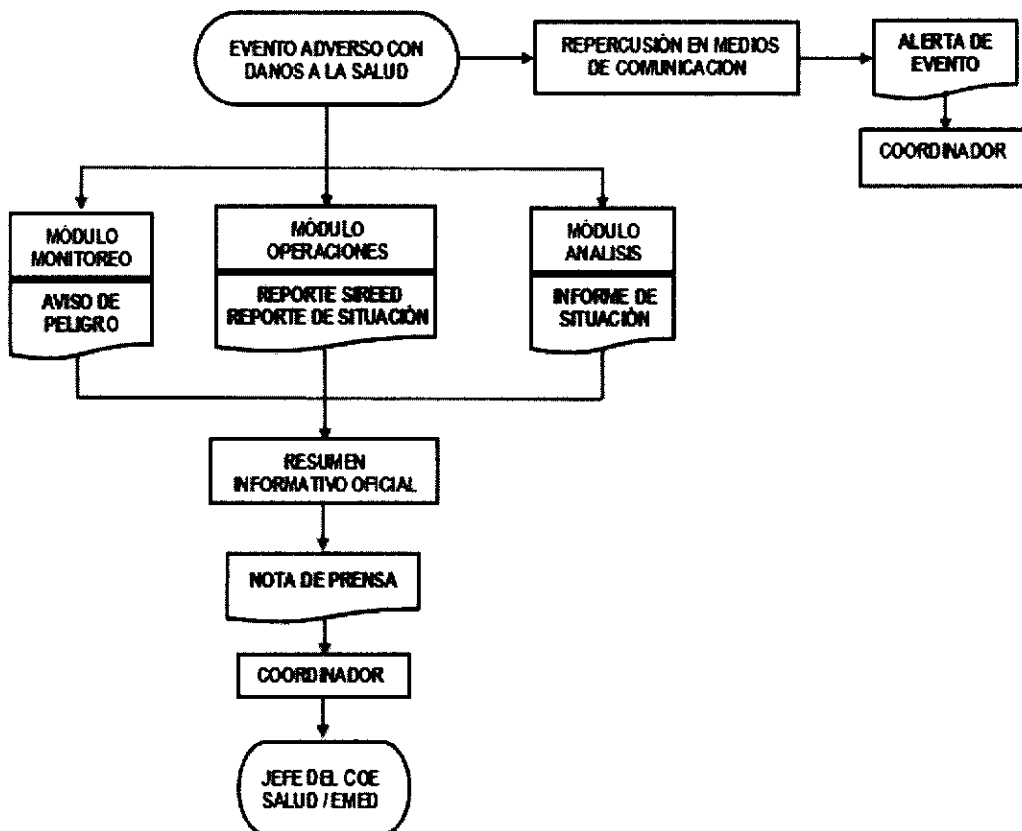 EVENTO ADVERSO CON
DANOS A LA SALUD
REPERCUSIÓN EN MEDIOS
DE COMUNICACION
ALERTA DE
EVENTO
COORDINADOR
MÓDULO
MONITOREO
AVISO DE
PELIGRO
MÓDULO
OPERACIONES
REPORTE SIREED
REPORTE DE SITUACIÓN
MÓDULO
ANALISIS
INFORME DE
SITUACIÓN
RESUMEN
INFORMATIVO OFICIAL
NOTA DE PRENSA
COORDINADOR
JEFE DEL COE
SALUD / EMED